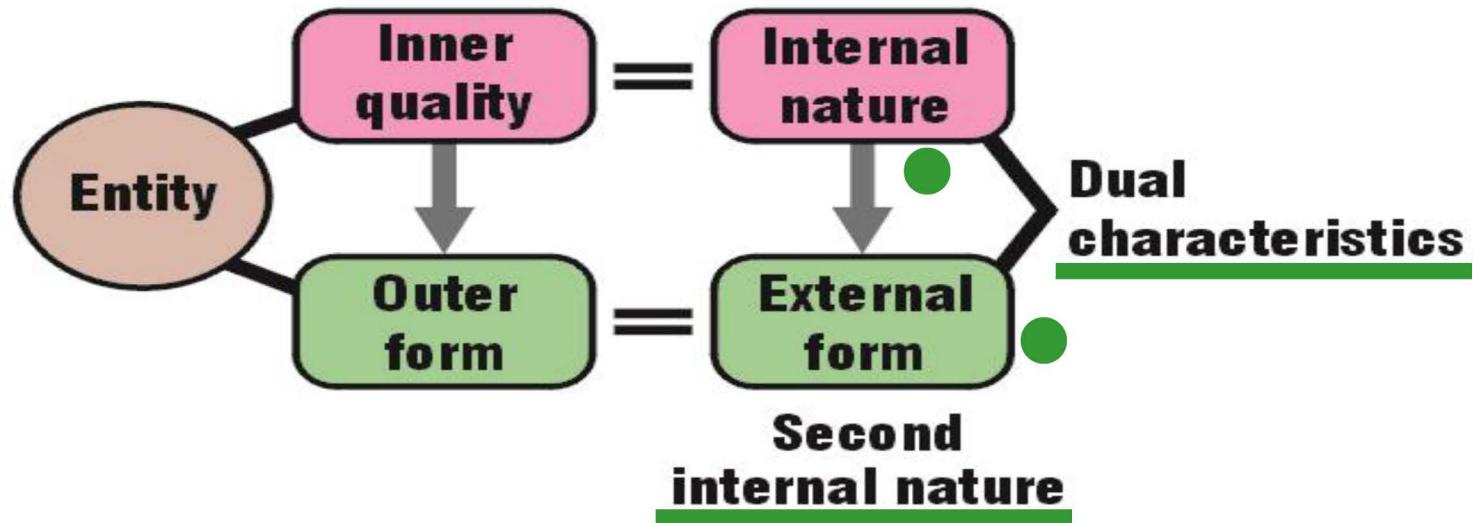 Inner
quality
Internal
nature
Entity
Dual
characteristics
Outer
form
External
form
Second
internal nature